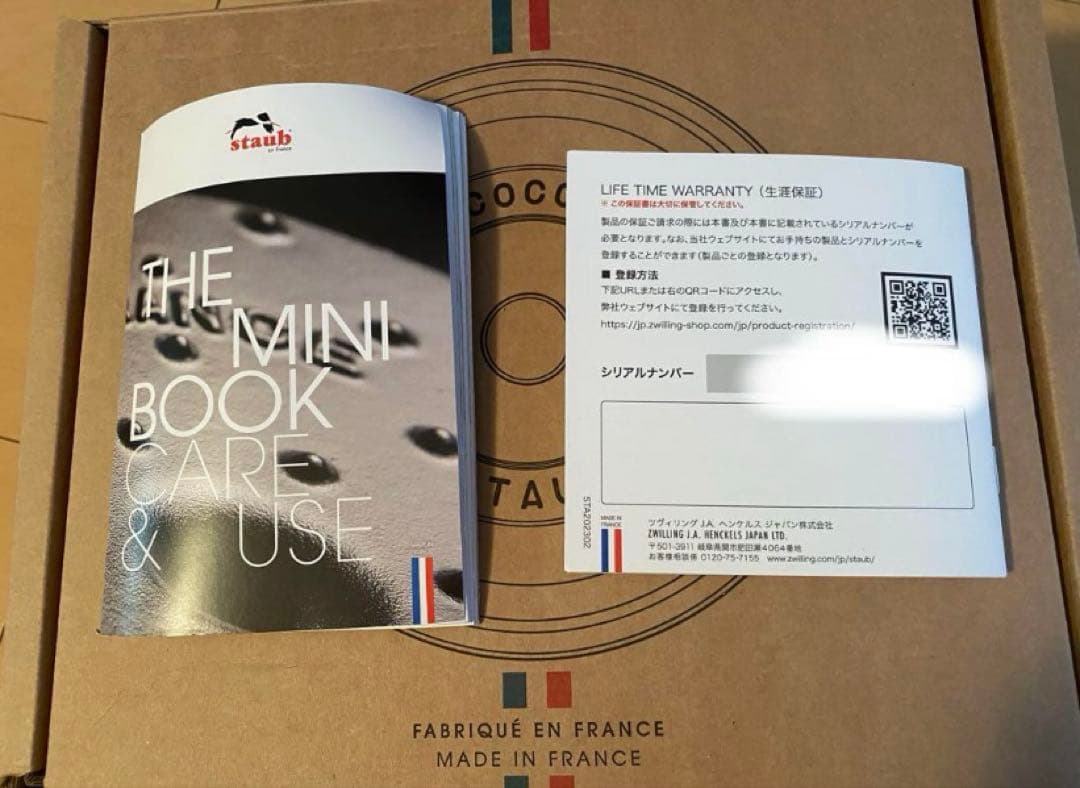 staub
en France
THE
MINI
BOOK
CARE
& USE
COCO
LIFE TIME WARRANTY（生涯保証）
※ この保証書は大切に保管してください。
製品の保証ご請求の際には本書及び本書に記載されているシリアルナンバーが
必要となります。なお、当社ウェブサイトにてお手持ちの製品とシリアルナンバーを
登録することができます（製品ごとの登録となります）。
■ 登録方法
下記URLまたは右のQRコードにアクセスし、
弊社ウェブサイトにて登録を行ってください。
https://jp.zwilling-shop.com/jp/product-registration/
シリアルナンバー
STA202302
MADE IN
FRANCE
ツヴィリング J.A. ヘンケルス ジャパン株式会社
ZWILLING J.A. HENCKELS JAPAN LTD.
〒501-3911 岐阜県関市肥田瀬4064番地
お客様相談係 0120-75-7155 www.zwilling.com/jp/staub/
TAU
FABRIQUÉ EN FRANCE
MADE IN FRANCE